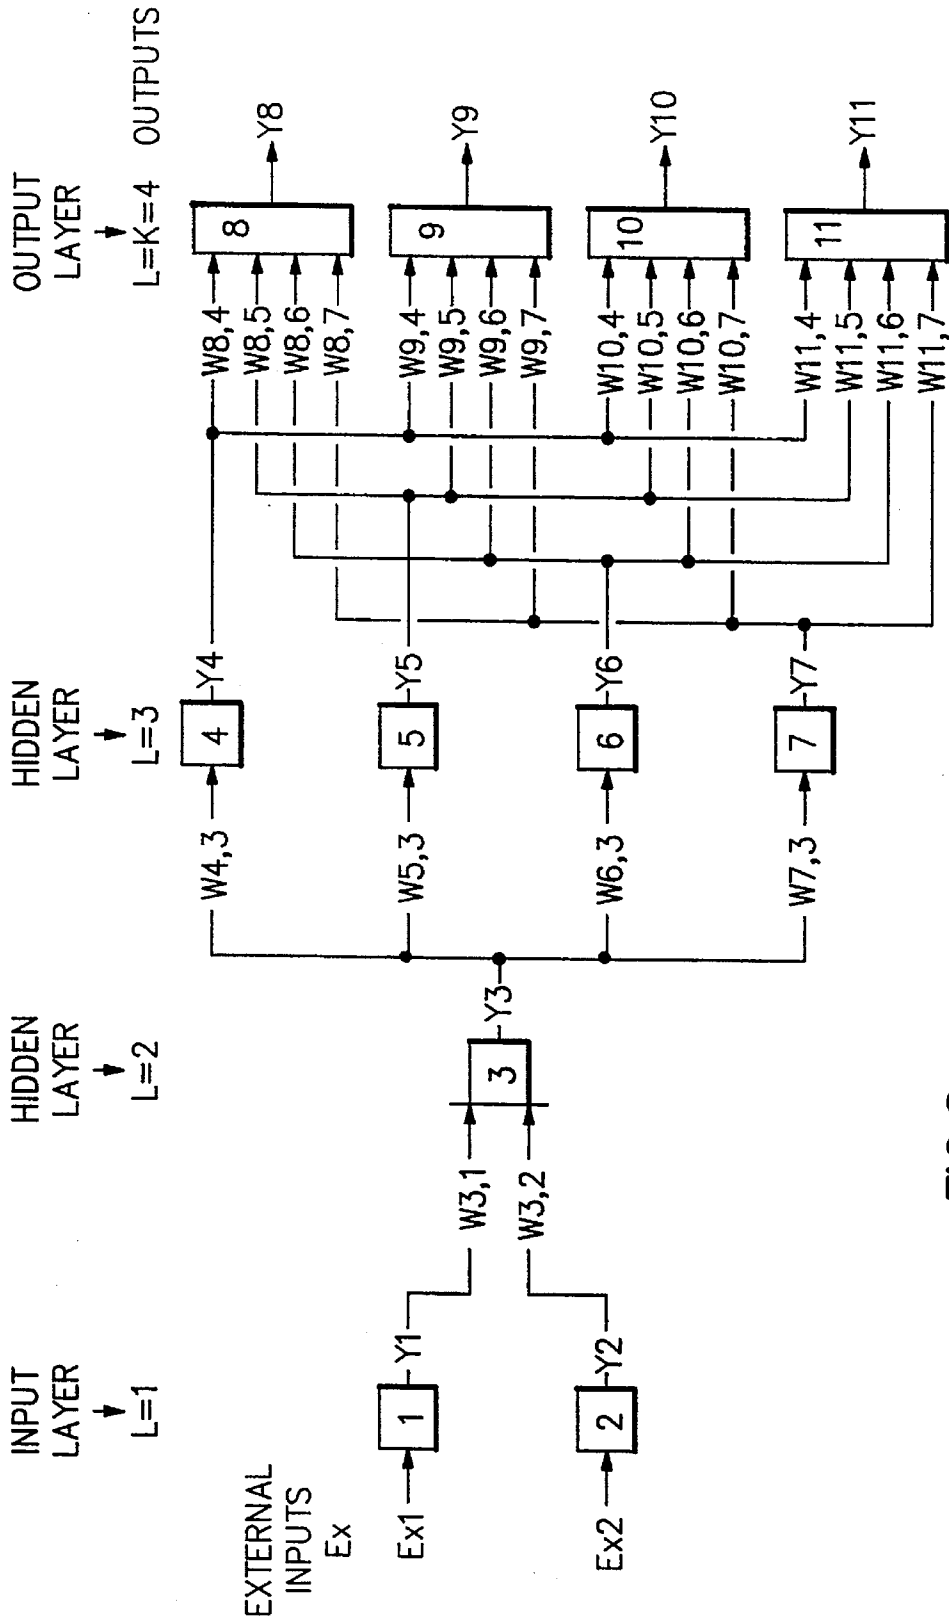 INPUT
LAYER
L=1
HIDDEN
LAYER
L=2
HIDDEN
LAYER
L=3
OUTPUT
LAYER
L=K=4
OUTPUTS
EXTERNAL
INPUTS
Ex
Ex1
1
Y1
Ex2
2
Y2
W3,1
W3,2
3
Y3
W4,3
4
Y4
W5,3
5
Y5
W6,3
6
Y6
W7,3
7
Y7
W8,4
W8,5
W8,6
W8,7
8
Y8
W9,4
W9,5
W9,6
W9,7
9
Y9
W10,4
W10,5
W10,6
W10,7
10
Y10
W11,4
W11,5
W11,6
W11,7
11
Y11